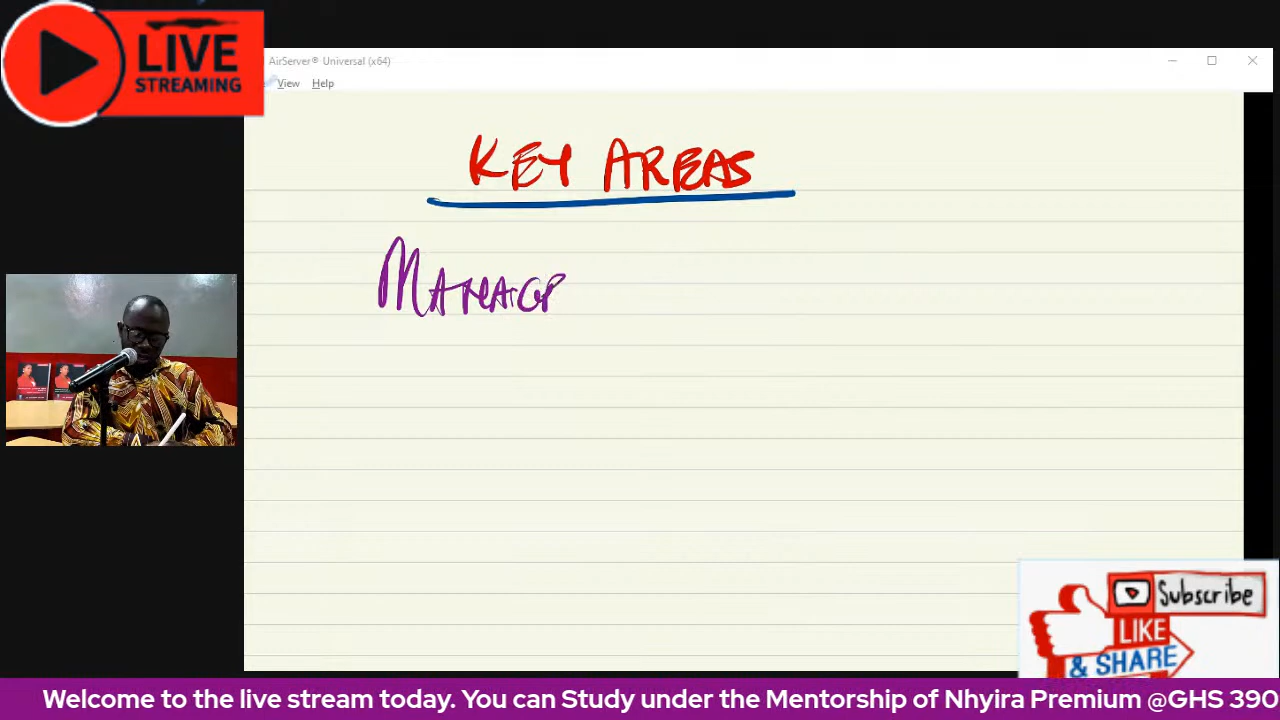 LIVE
STREAMING
AirServer® Universal (x64)
View Help
KEY AREAS
Subscribe
LIKE
& SHARE
Welcome to the live stream today. You can Study under the Mentorship of Nhyira Premium @GHS 390